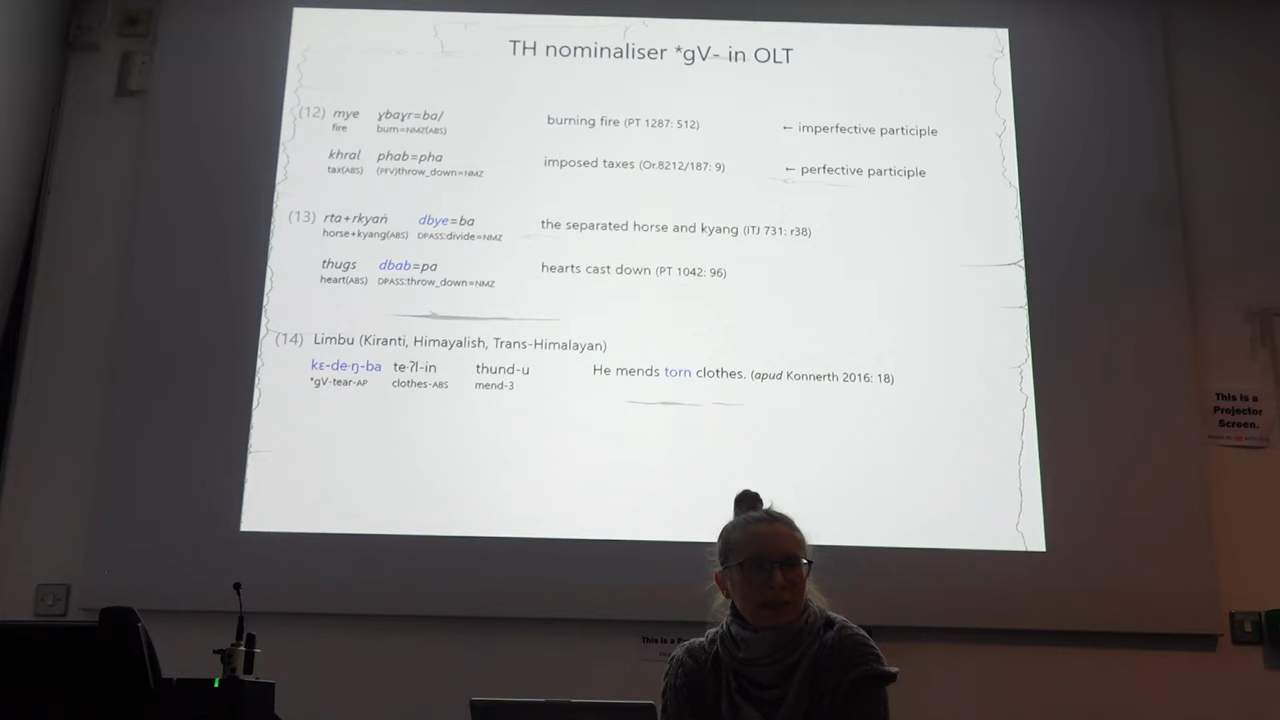 TH nominaliser *gV- in OLT
(12) mye ɣbaɣr=ba/ burning fire (PT 1287: 512) ← imperfective participle
fire burn=NMZ(ABS)
khral phab=pha imposed taxes (Or.8212/187: 9) ← perfective participle
tax(ABS) (PFV)throw_down=NMZ
(13) rta+rkyaṅ dbye=ba the separated horse and kyang (ITJ 731: r38)
horse+kyang(ABS) DPASS:divide=NMZ
thugs dbab=pa hearts cast down (PT 1042: 96)
heart(ABS) DPASS:throw_down=NMZ
(14) Limbu (Kiranti, Himayalish, Trans-Himalayan)
kɛ-de·ŋ-ba te·ʔl-in thund-u He mends torn clothes. (apud Konnerth 2016: 18)
*gV-tear-AP clothes-ABS mend-3
This is a
Projector
Screen.
This is a